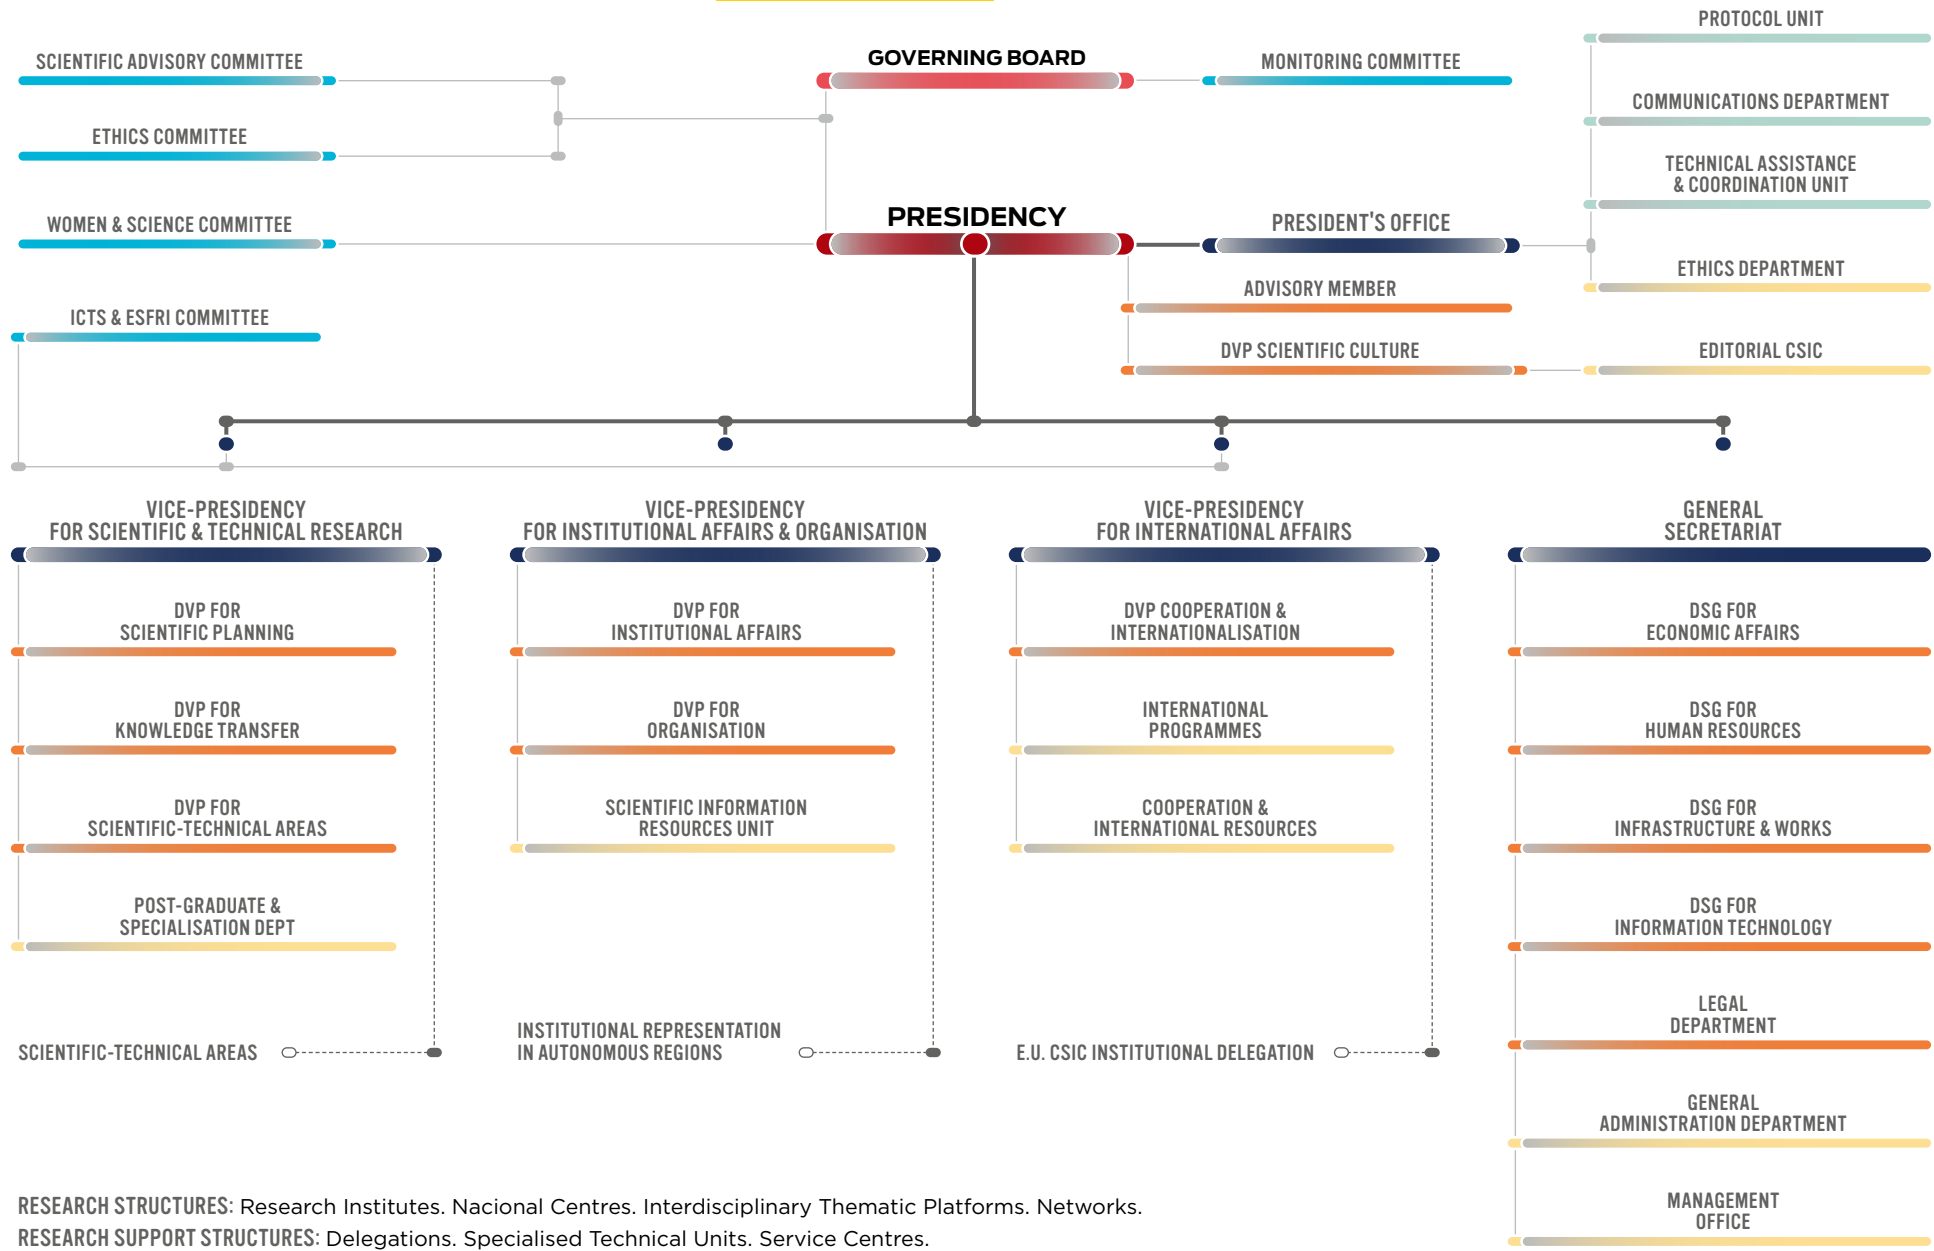 PROTOCOL UNIT
SCIENTIFIC ADVISORY COMMITTEE
GOVERNING BOARD
MONITORING COMMITTEE
COMMUNICATIONS DEPARTMENT
ETHICS COMMITTEE
TECHNICAL ASSISTANCE
& COORDINATION UNIT
WOMEN & SCIENCE COMMITTEE
PRESIDENCY
PRESIDENT'S OFFICE
ETHICS DEPARTMENT
ADVISORY MEMBER
ICTS & ESFRI COMMITTEE
DVP SCIENTIFIC CULTURE
EDITORIAL CSIC
VICE-PRESIDENCY
FOR SCIENTIFIC & TECHNICAL RESEARCH
DVP FOR
SCIENTIFIC PLANNING
DVP FOR
KNOWLEDGE TRANSFER
DVP FOR
SCIENTIFIC-TECHNICAL AREAS
POST-GRADUATE &
SPECIALISATION DEPT
SCIENTIFIC-TECHNICAL AREAS
VICE-PRESIDENCY
FOR INSTITUTIONAL AFFAIRS & ORGANISATION
DVP FOR
INSTITUTIONAL AFFAIRS
DVP FOR
ORGANISATION
SCIENTIFIC INFORMATION
RESOURCES UNIT
INSTITUTIONAL REPRESENTATION
IN AUTONOMOUS REGIONS
VICE-PRESIDENCY
FOR INTERNATIONAL AFFAIRS
DVP COOPERATION &
INTERNATIONALISATION
INTERNATIONAL
PROGRAMMES
COOPERATION &
INTERNATIONAL RESOURCES
E.U. CSIC INSTITUTIONAL DELEGATION
GENERAL
SECRETARIAT
DSG FOR
ECONOMIC AFFAIRS
DSG FOR
HUMAN RESOURCES
DSG FOR
INFRASTRUCTURE & WORKS
DSG FOR
INFORMATION TECHNOLOGY
LEGAL
DEPARTMENT
GENERAL
ADMINISTRATION DEPARTMENT
MANAGEMENT
OFFICE
RESEARCH STRUCTURES: Research Institutes. Nacional Centres. Interdisciplinary Thematic Platforms. Networks.
RESEARCH SUPPORT STRUCTURES: Delegations. Specialised Technical Units. Service Centres.